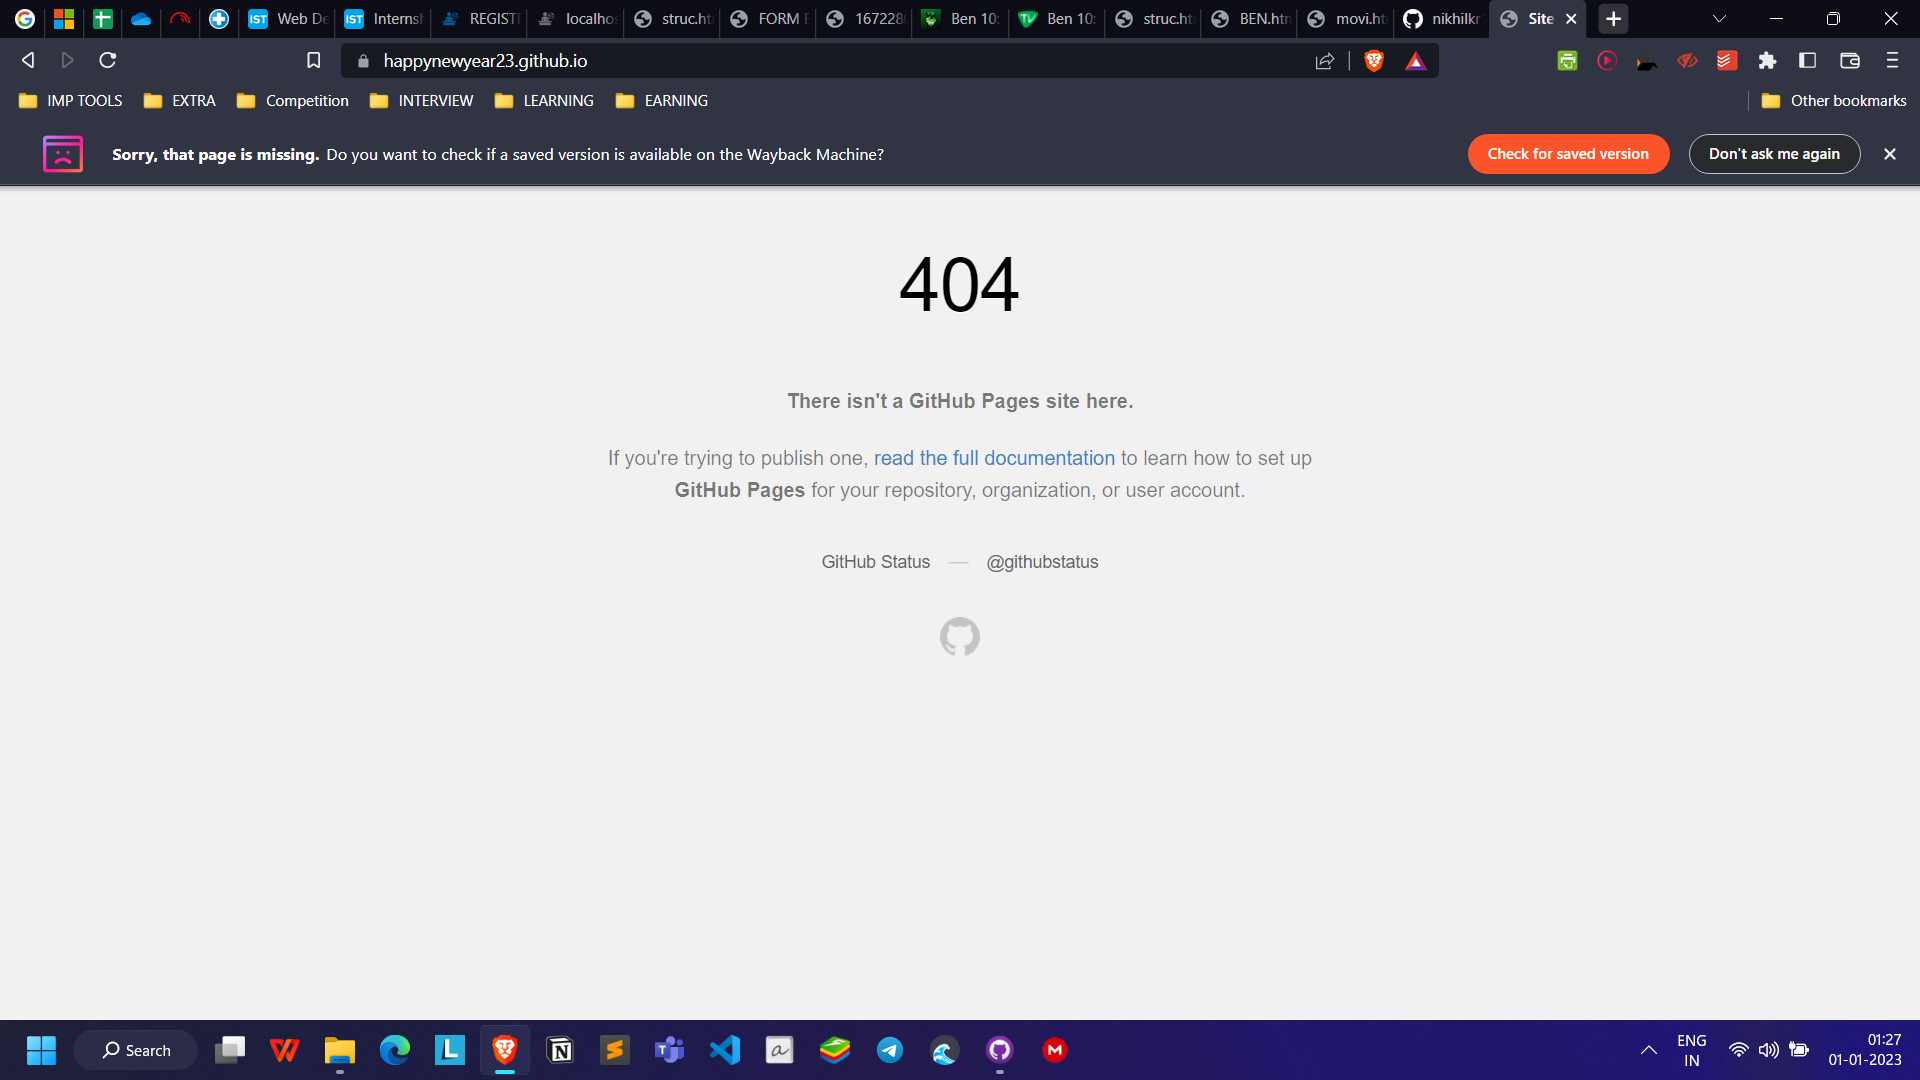 IST Web De IST Internsh REGISTR localhos struc.ht FORM F 167228 Ben 10: Ben 10: struc.ht BEN.htm movi.ht nikhilkr Site
happynewyear23.github.io
IMP TOOLS EXTRA Competition INTERVIEW LEARNING EARNING Other bookmarks
Sorry, that page is missing. Do you want to check if a saved version is available on the Wayback Machine? Check for saved version Don't ask me again
404
There isn't a GitHub Pages site here.
If you're trying to publish one, read the full documentation to learn how to set up
GitHub Pages for your repository, organization, or user account.
GitHub Status — @githubstatus
Search
ENG
IN
01:27
01-01-2023